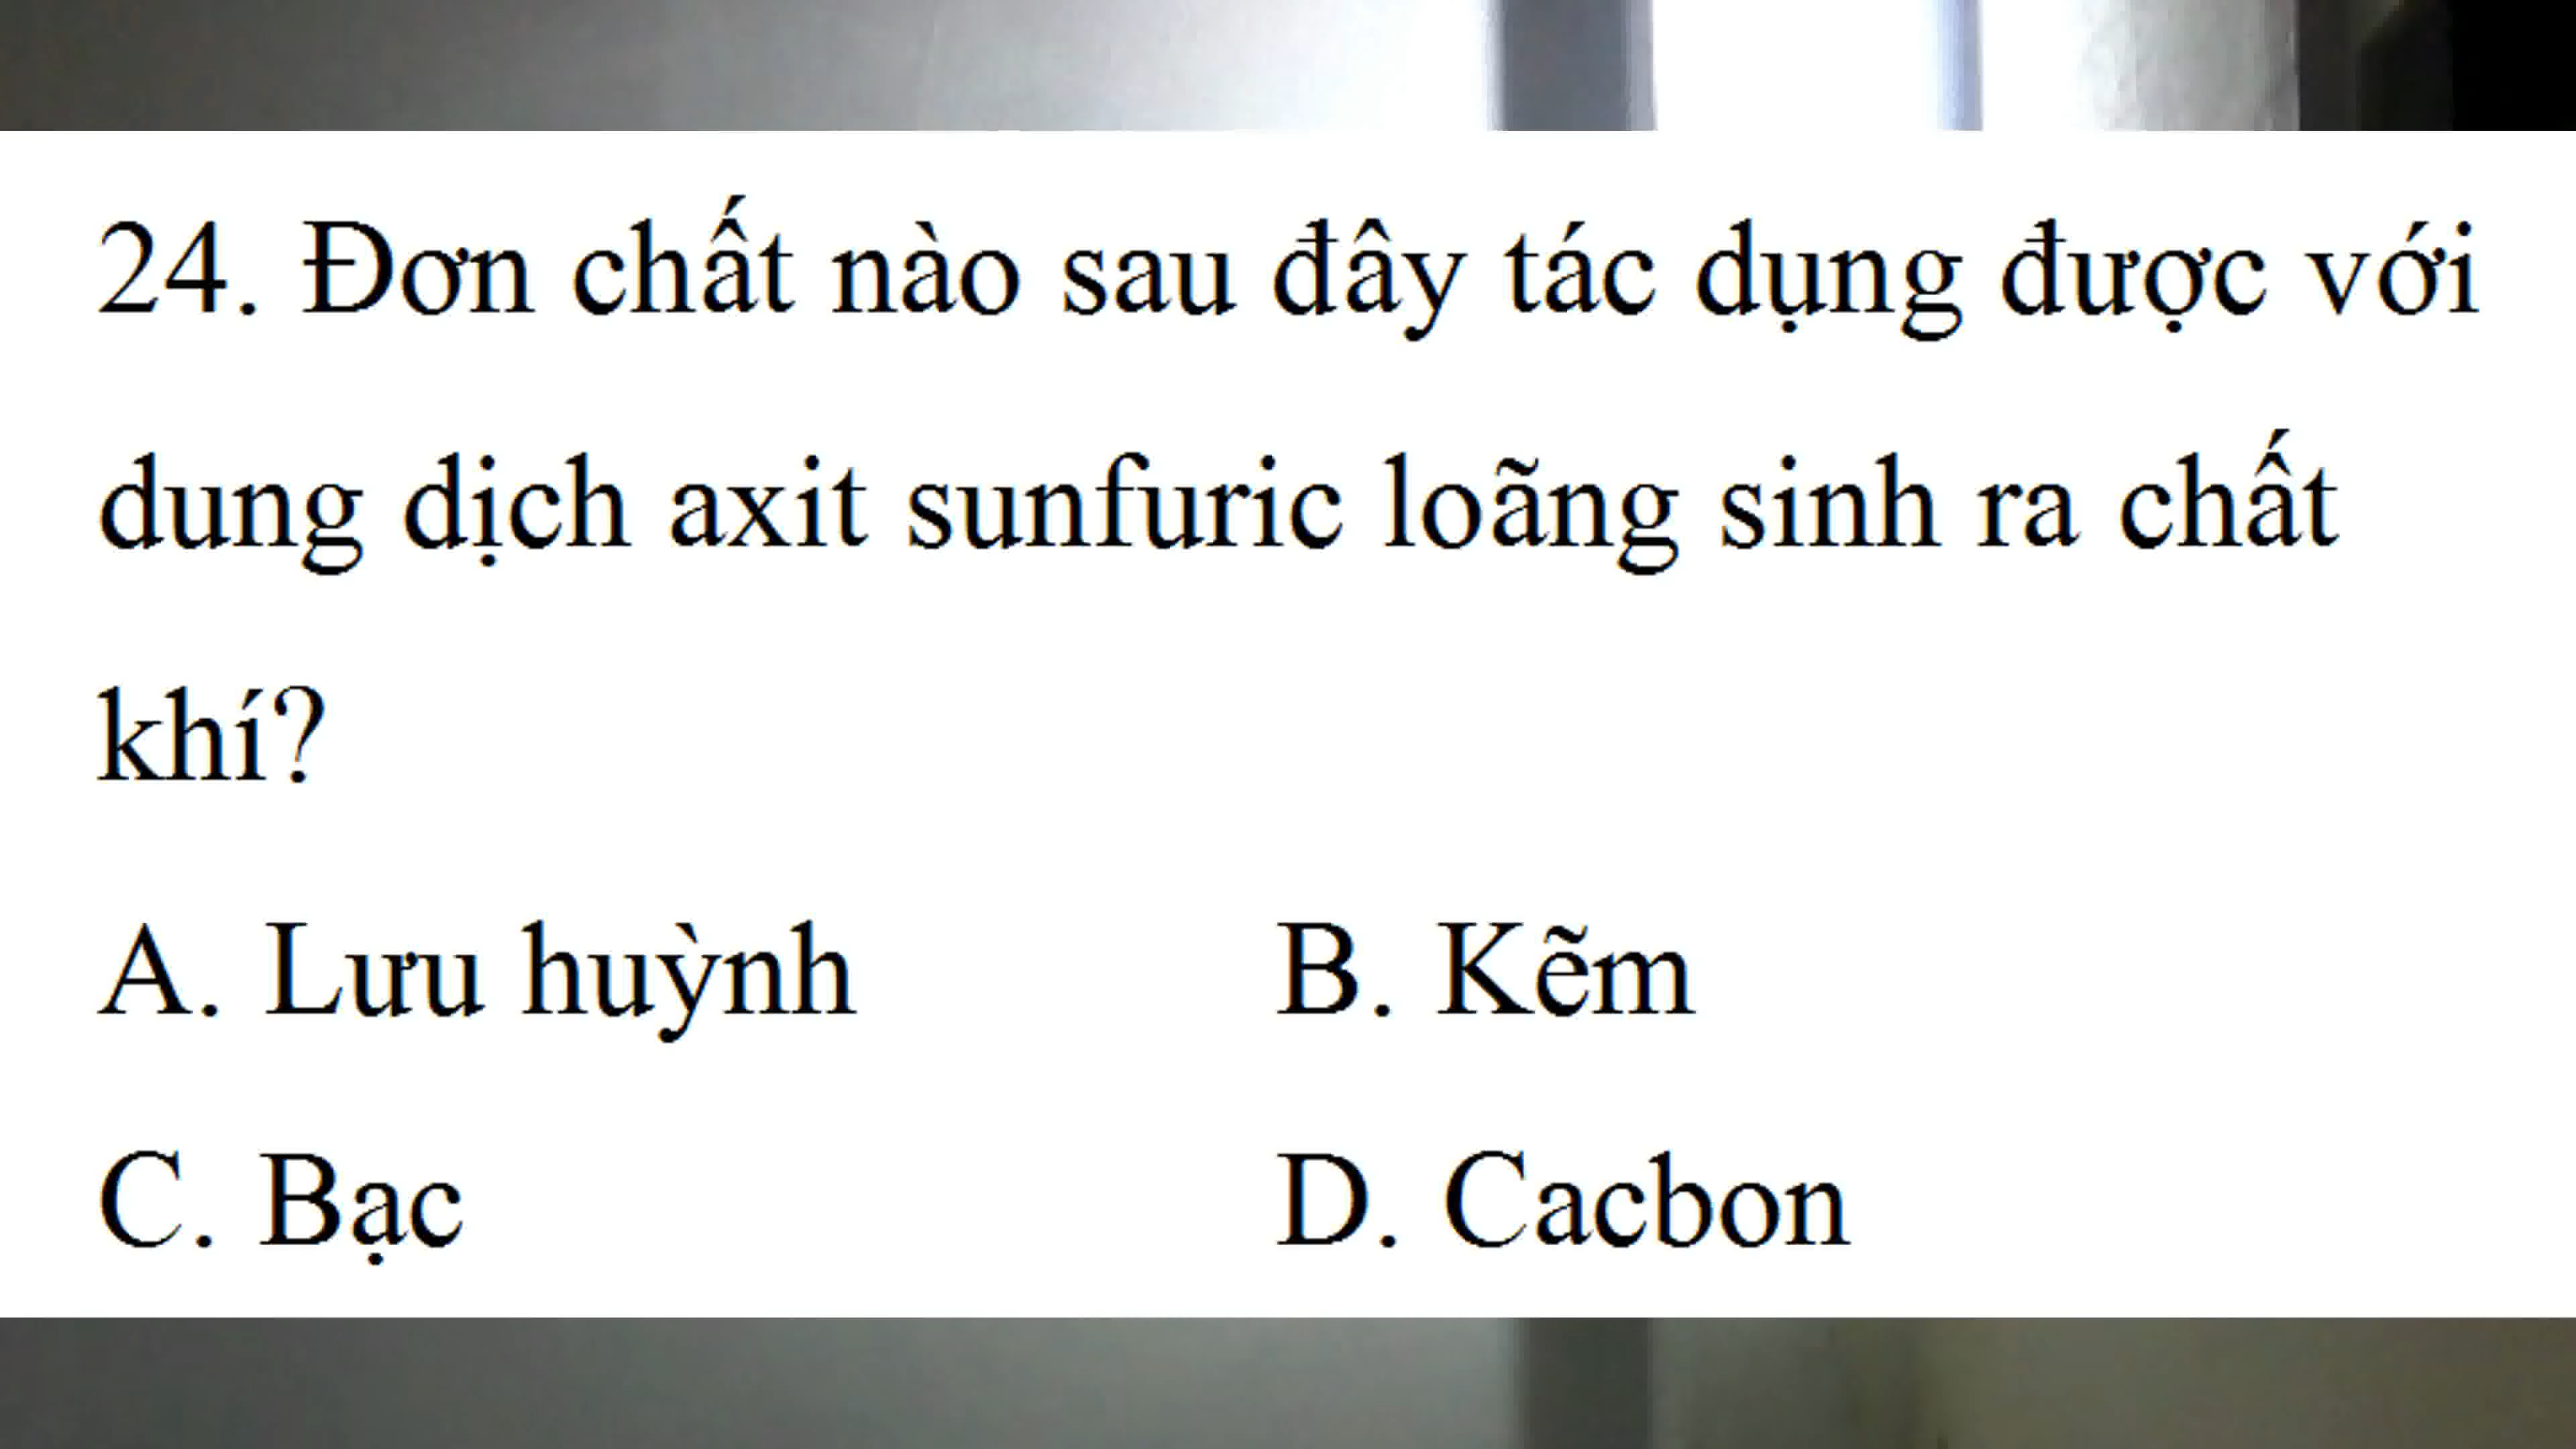 24. Đơn chất nào sau đây tác dụng được với
dung dịch axit sunfuric loãng sinh ra chất
khí?
A. Lưu huỳnh B. Kẽm
C. Bạc D. Cacbon